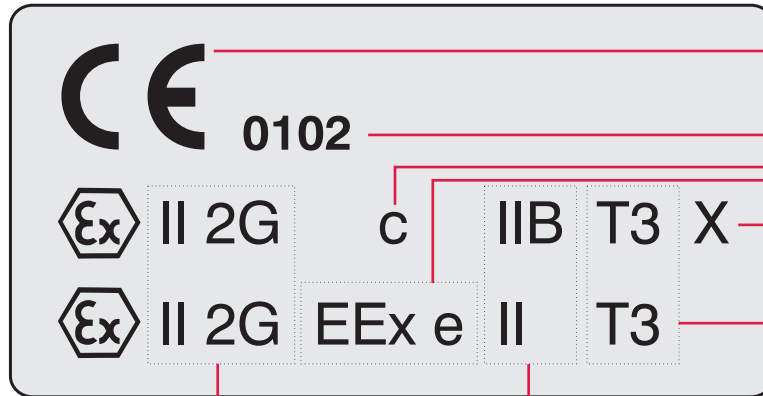 CE
0102
Ex II 2G c IIB T3 X
Ex II 2G EEx e II T3